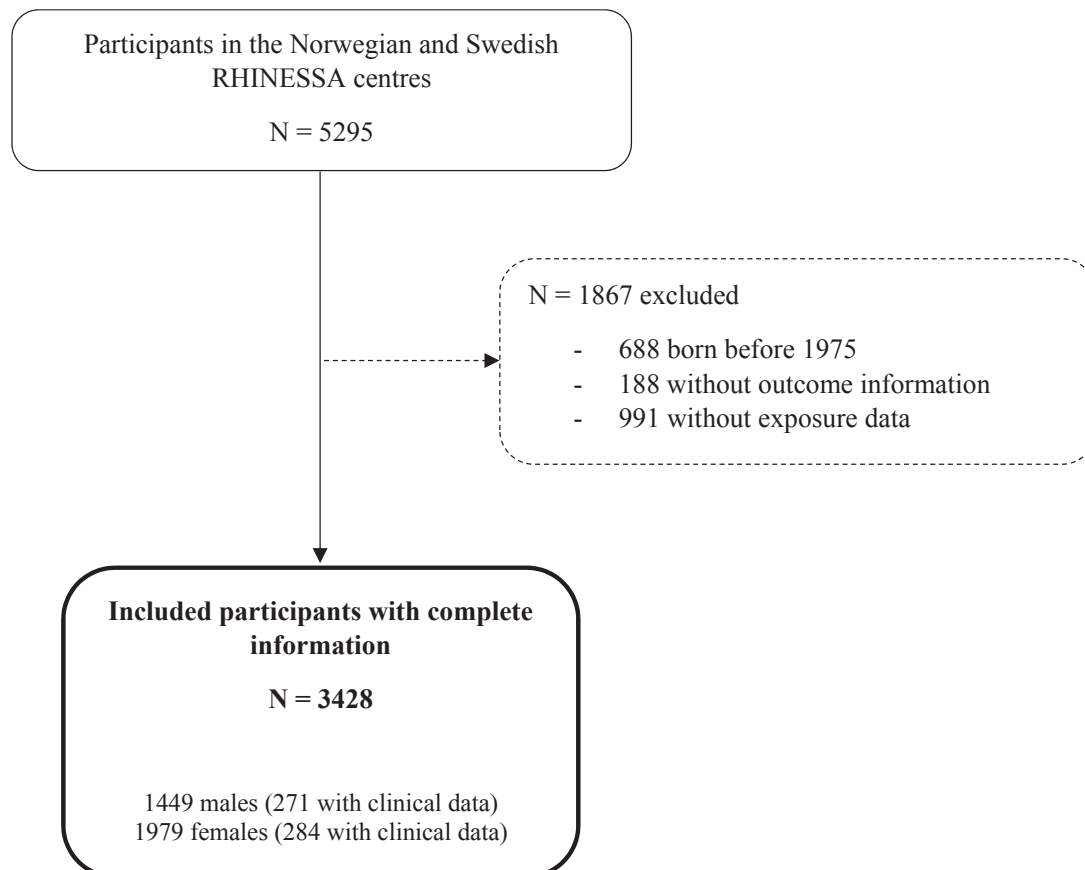 Participants in the Norwegian and Swedish
RHINESSA centres
N = 5295
N = 1867 excluded
- 688 born before 1975
- 188 without outcome information
- 991 without exposure data
Included participants with complete
information
N = 3428
1449 males (271 with clinical data)
1979 females (284 with clinical data)